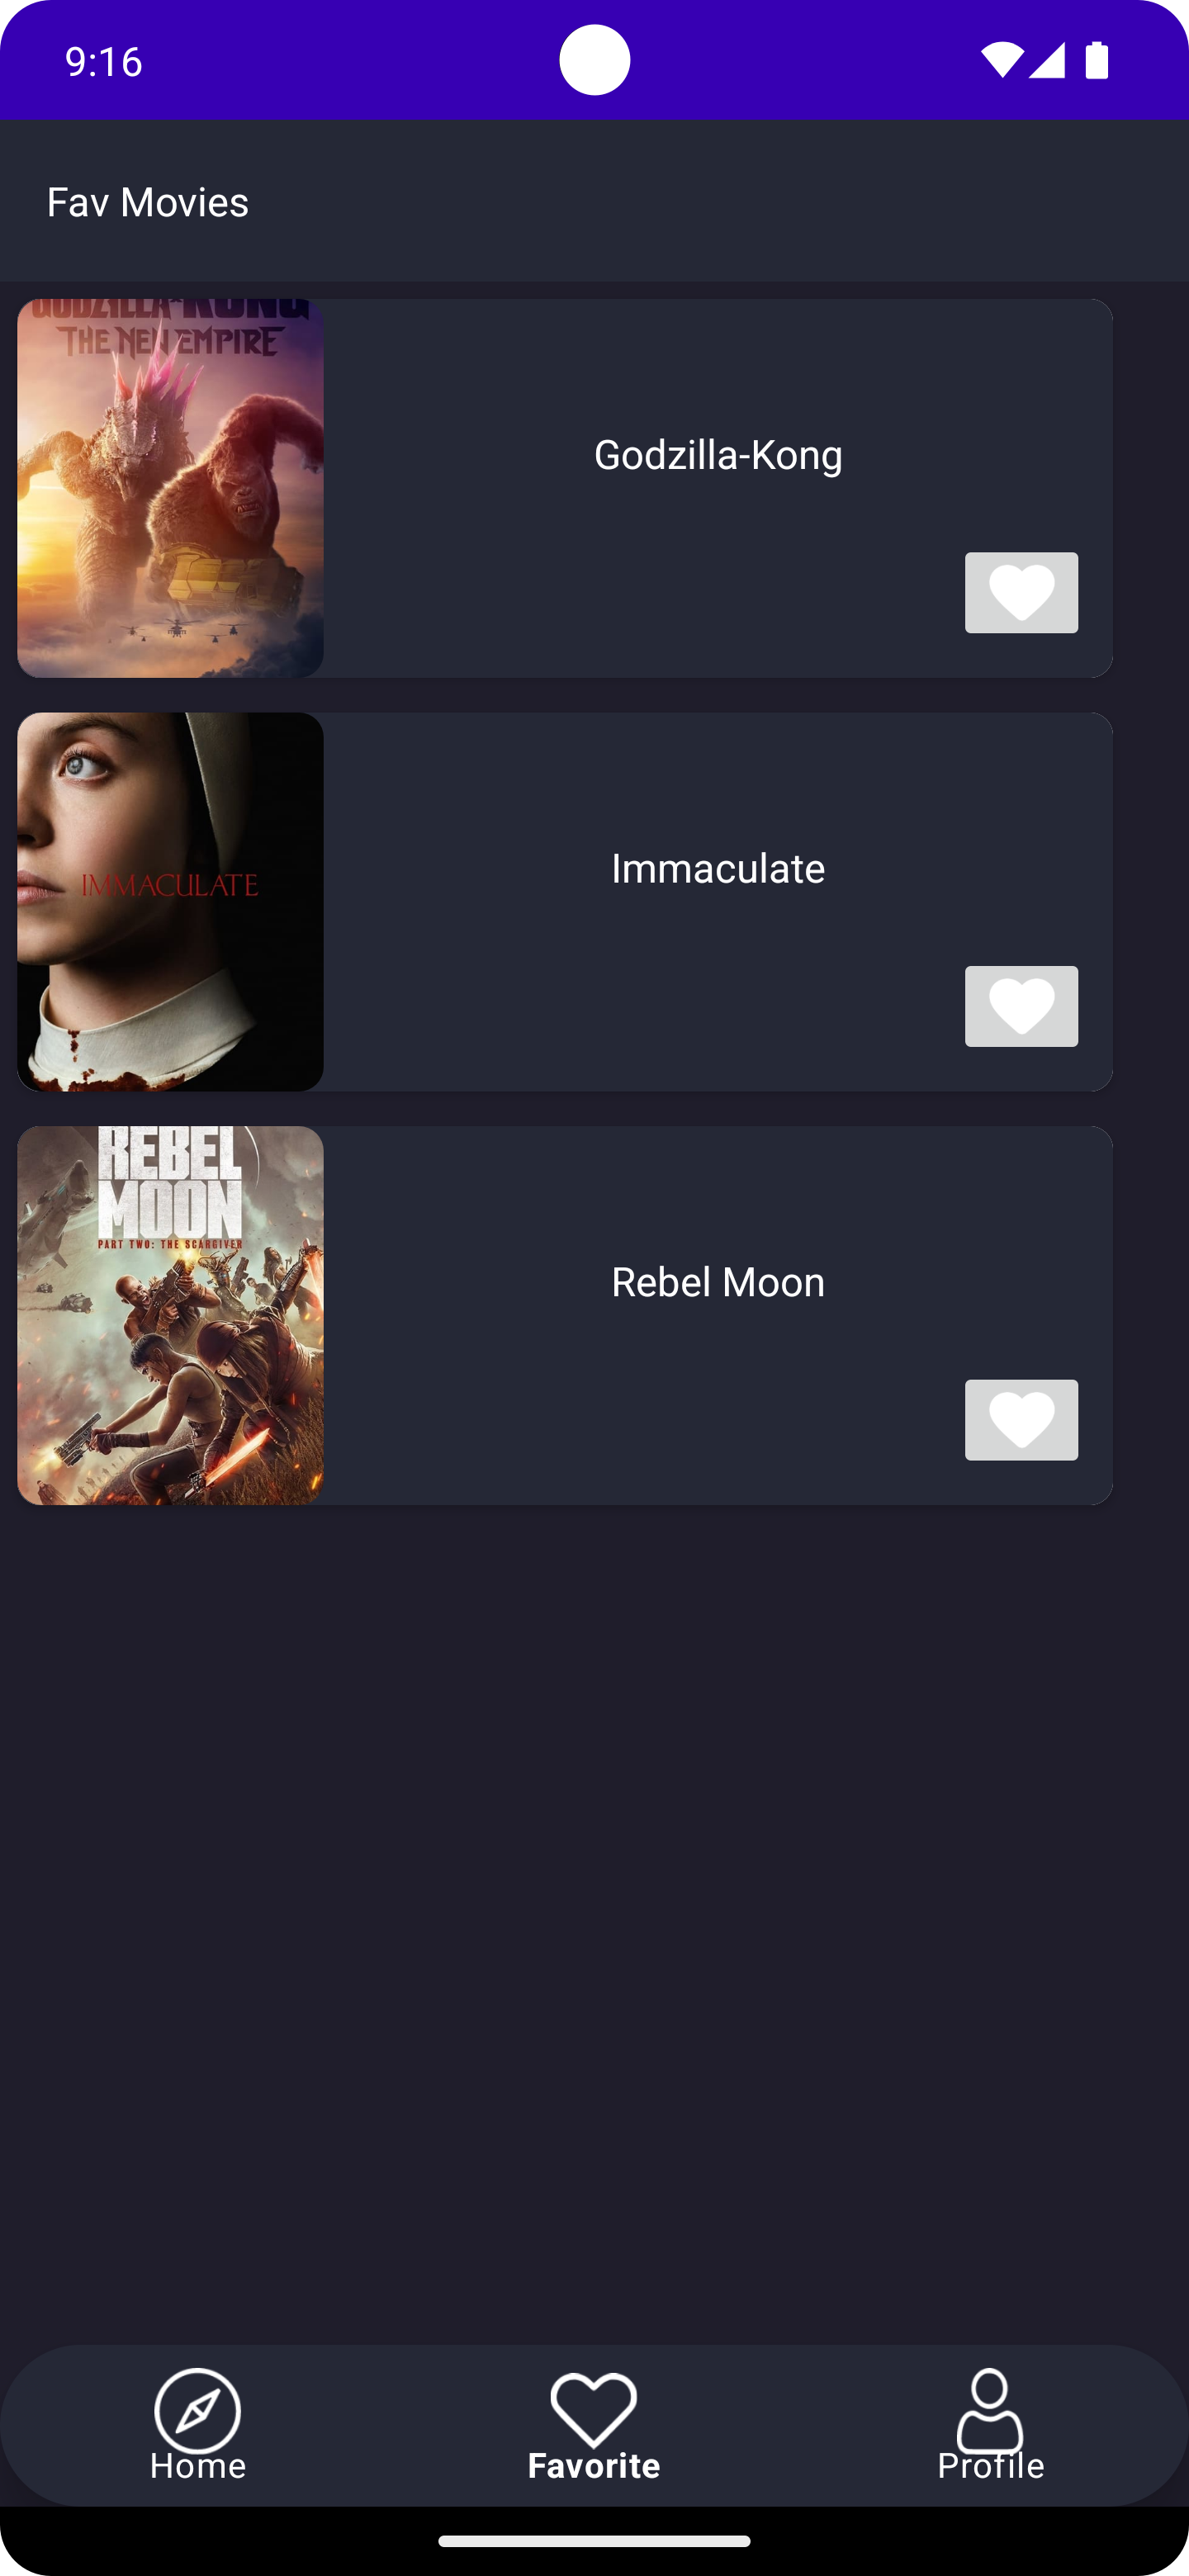 9:16
Fav Movies
GODZILLA KONG
THE NEW EMPIRE
Godzilla-Kong
IMMACULATE
Immaculate
REBEL
MOON
PART TWO: THE SCARGIVER
Rebel Moon
Home
Favorite
Profile